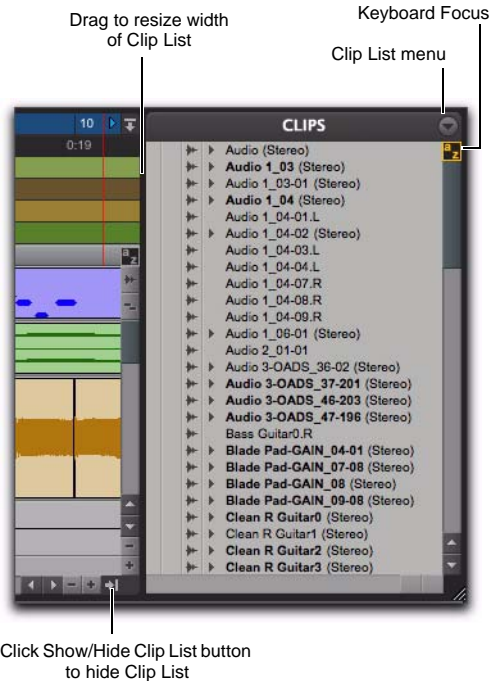 Drag to resize width
of Clip List
Keyboard Focus
Clip List menu
10
0:19
CLIPS
a
z
a
z
Audio (Stereo)
Audio 1_03 (Stereo)
Audio 1_03-01 (Stereo)
Audio 1_04 (Stereo)
Audio 1_04-01.L
Audio 1_04-02 (Stereo)
Audio 1_04-03.L
Audio 1_04-04.L
Audio 1_04-07.R
Audio 1_04-08.R
Audio 1_04-09.R
Audio 1_06-01 (Stereo)
Audio 2_01-01
Audio 3-OADS_36-02 (Stereo)
Audio 3-OADS_37-201 (Stereo)
Audio 3-OADS_46-203 (Stereo)
Audio 3-OADS_47-196 (Stereo)
Bass Guitar0.R
Blade Pad-GAIN_04-01 (Stereo)
Blade Pad-GAIN_07-08 (Stereo)
Blade Pad-GAIN_08 (Stereo)
Blade Pad-GAIN_09-08 (Stereo)
Clean R Guitar0 (Stereo)
Clean R Guitar1 (Stereo)
Clean R Guitar2 (Stereo)
Clean R Guitar3 (Stereo)
Click Show/Hide Clip List button
to hide Clip List